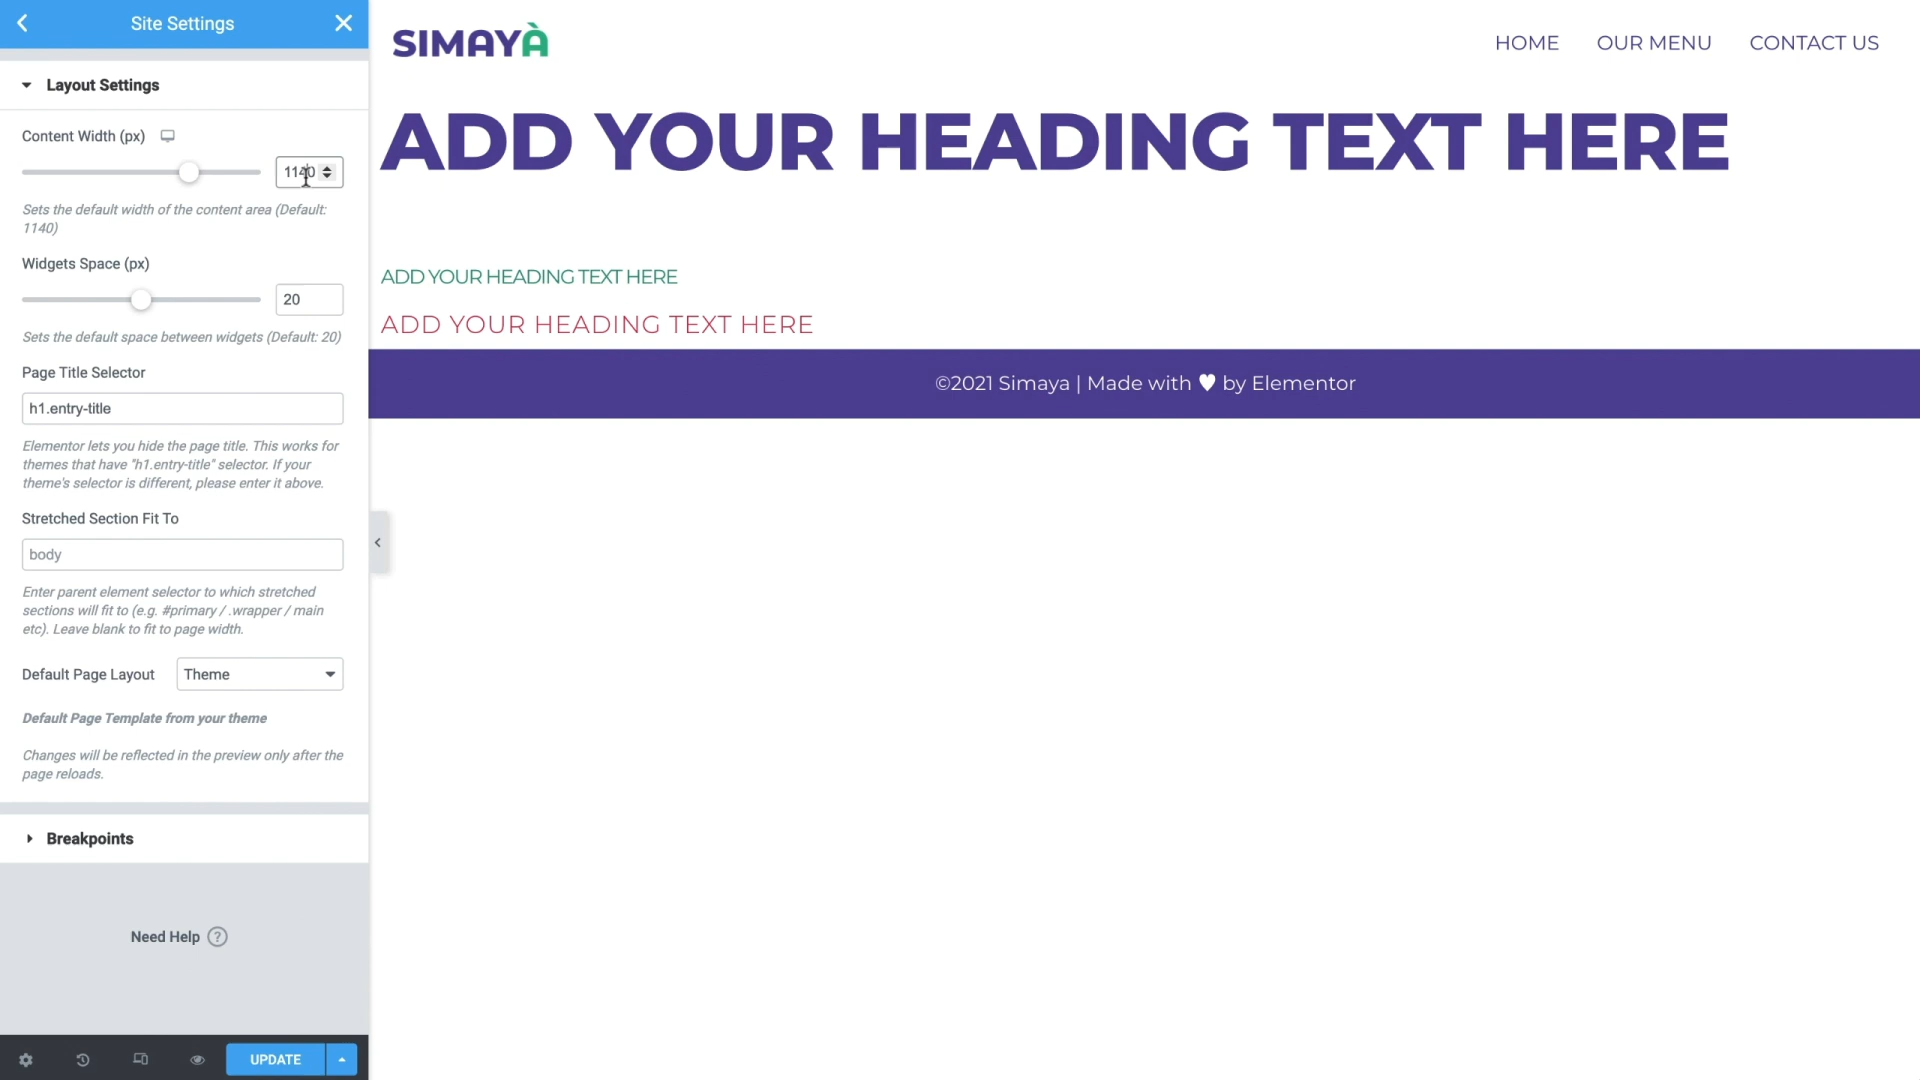 Site Settings
Layout Settings
Content Width (px)
1140
Sets the default width of the content area (Default:
1140)
Widgets Space (px)
20
Sets the default space between widgets (Default: 20)
Page Title Selector
h1.entry-title
Elementor lets you hide the page title. This works for
themes that have "h1.entry-title" selector. If your
theme's selector is different, please enter it above.
Stretched Section Fit To
body
Enter parent element selector to which stretched
sections will fit to (e.g. #primary / .wrapper / main
etc). Leave blank to fit to page width.
Default Page Layout Theme
Default Page Template from your theme
Changes will be reflected in the preview only after the
page reloads.
Breakpoints
Need Help ?
UPDATE
SIMAYÀ
HOME OUR MENU CONTACT US
ADD YOUR HEADING TEXT HERE
ADD YOUR HEADING TEXT HERE
ADD YOUR HEADING TEXT HERE
©2021 Simaya | Made with ♥ by Elementor